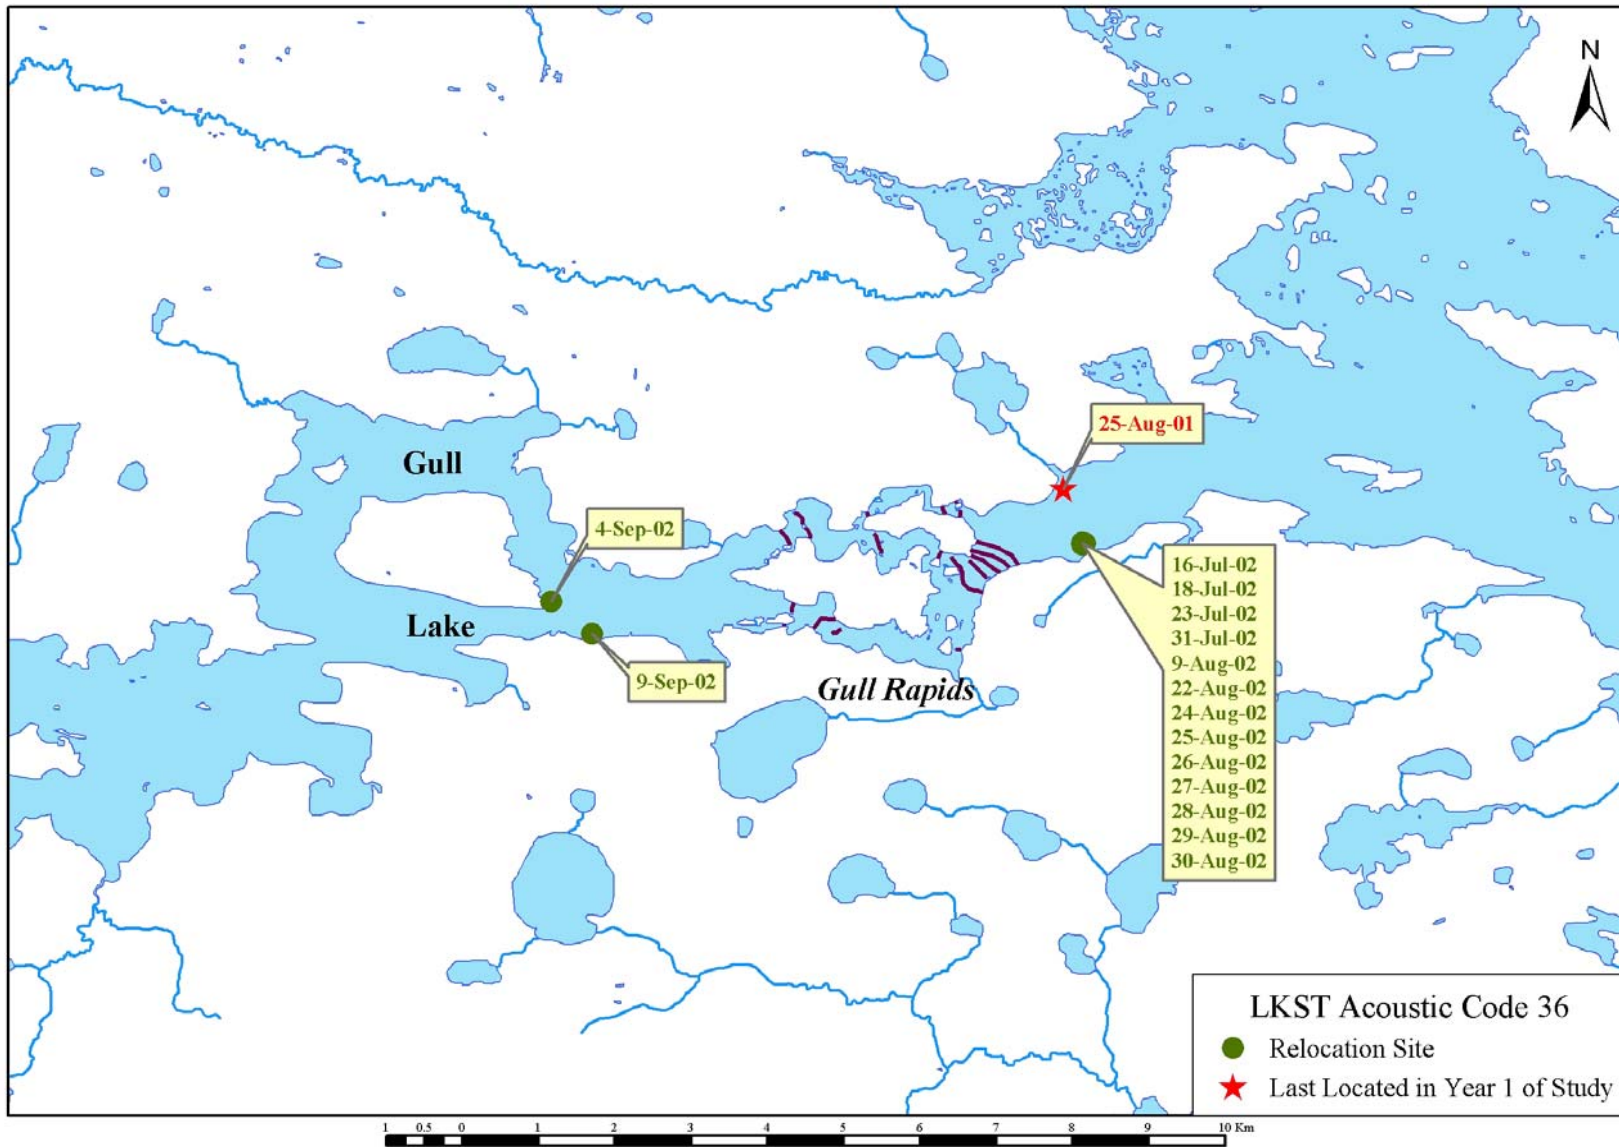 N
25-Aug-01
Gull
4-Sep-02
16-Jul-02
18-Jul-02
23-Jul-02
31-Jul-02
9-Aug-02
22-Aug-02
24-Aug-02
25-Aug-02
26-Aug-02
27-Aug-02
28-Aug-02
29-Aug-02
30-Aug-02
Lake
9-Sep-02
Gull Rapids
LKST Acoustic Code 36
Relocation Site
Last Located in Year 1 of Study
1 0.5 0 1 2 3 4 5 6 7 8 9 10 Km